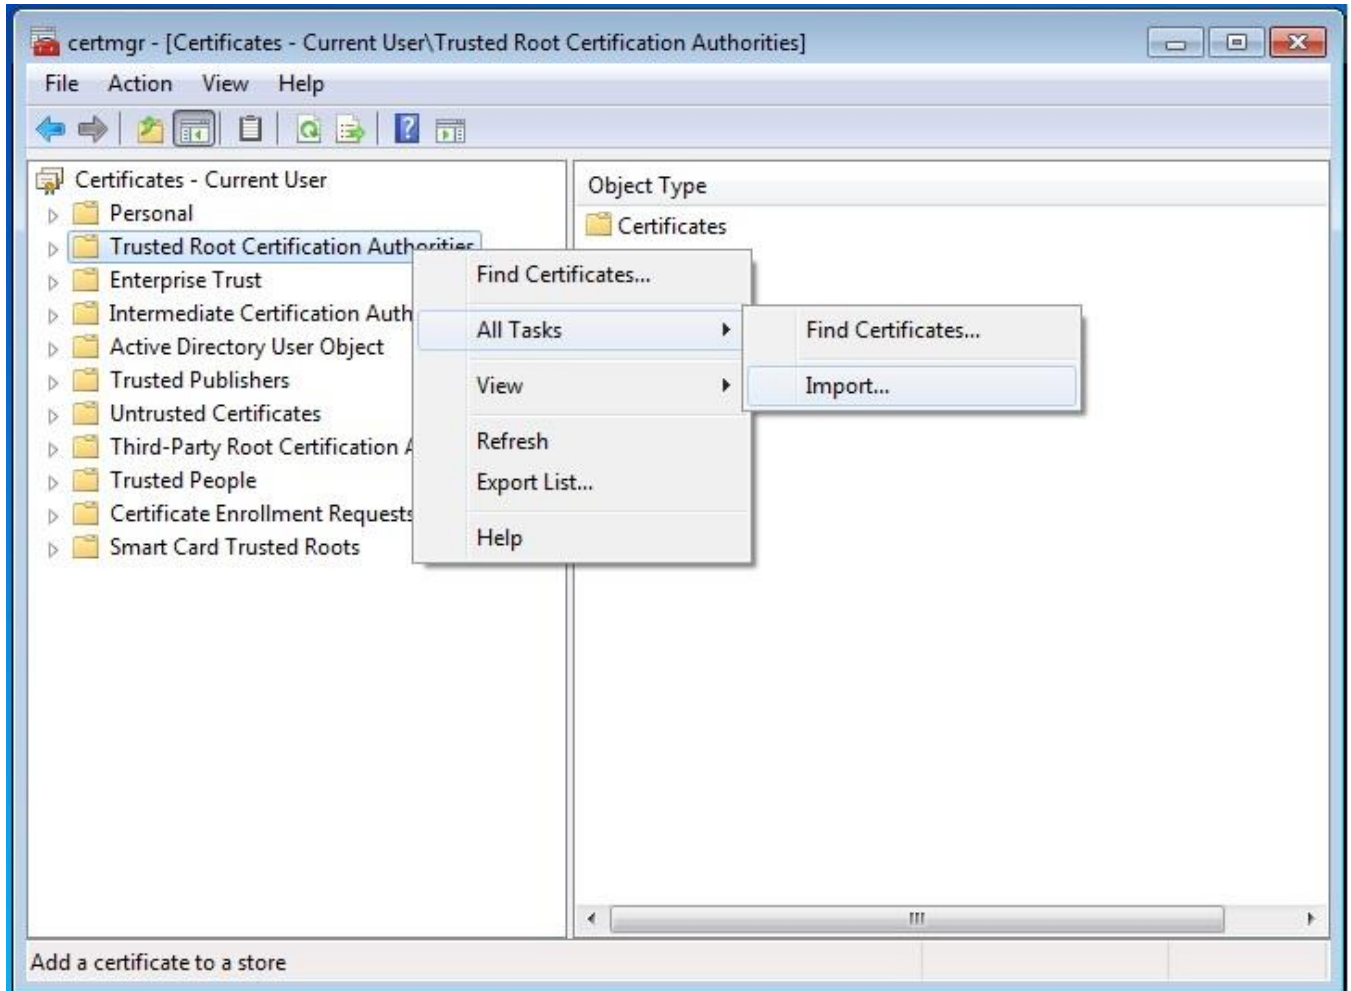 certmgr - [Certificates - Current User\Trusted Root Certification Authorities]
File Action View Help
Certificates - Current User
Personal
Trusted Root Certification Authorities
Enterprise Trust
Intermediate Certification Auth
Active Directory User Object
Trusted Publishers
Untrusted Certificates
Third-Party Root Certification A
Trusted People
Certificate Enrollment Requests
Smart Card Trusted Roots
Object Type
Certificates
Find Certificates...
All Tasks
View
Refresh
Export List...
Help
Find Certificates...
Import...
Add a certificate to a store